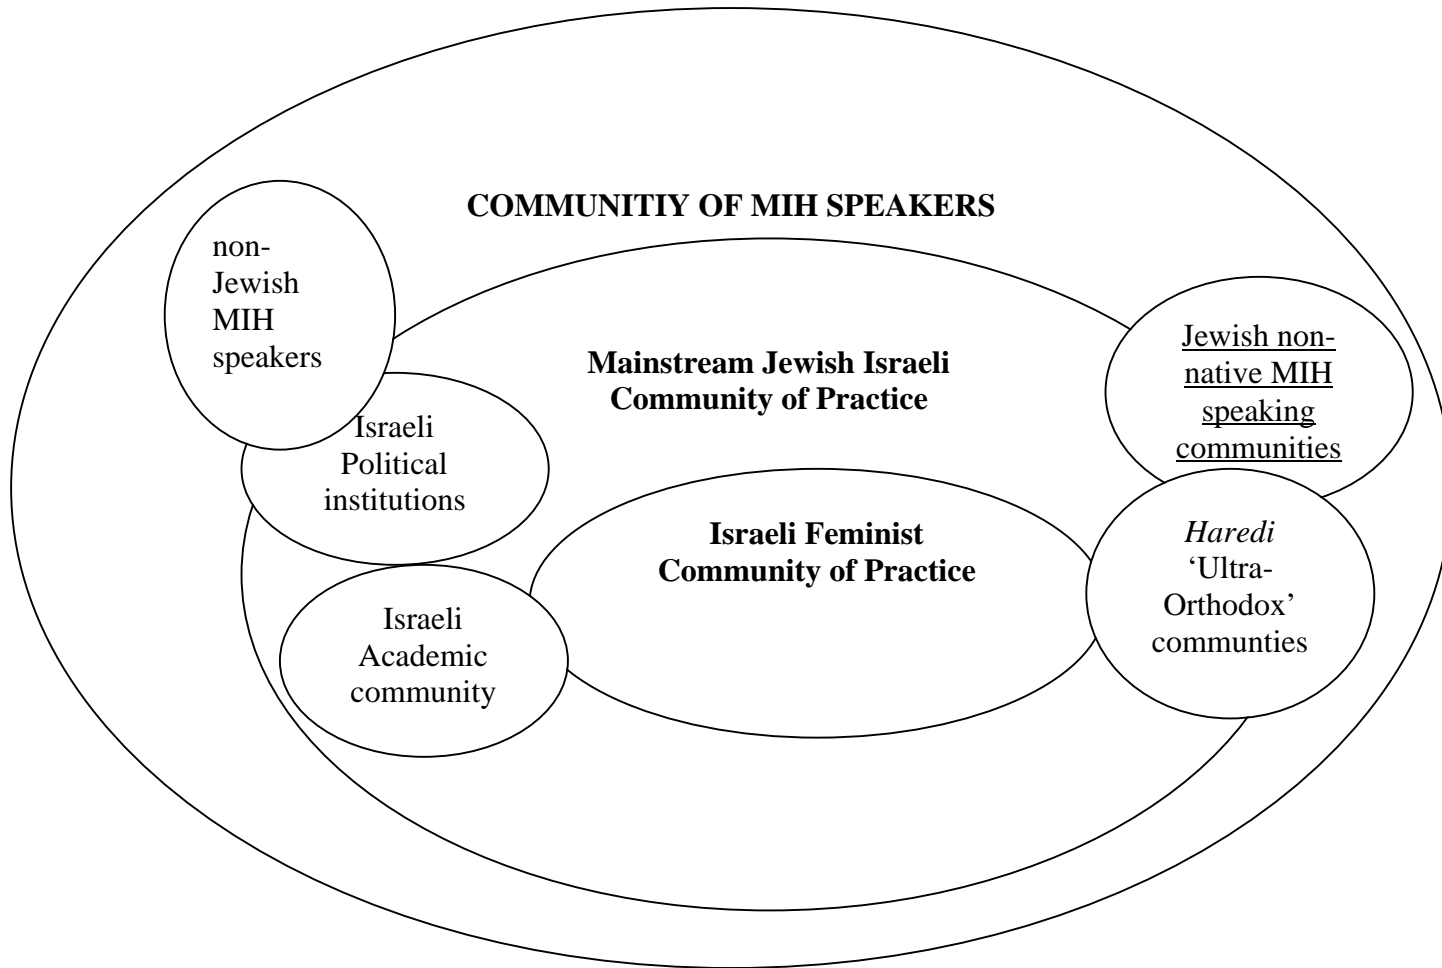 COMMUNITIY OF MIH SPEAKERS
non-
Jewish
MIH
speakers
Mainstream Jewish Israeli
Community of Practice
Jewish non-
native MIH
speaking
communities
Israeli
Political
institutions
Israeli Feminist
Community of Practice
Haredi
‘Ultra-
Orthodox’
communties
Israeli
Academic
community